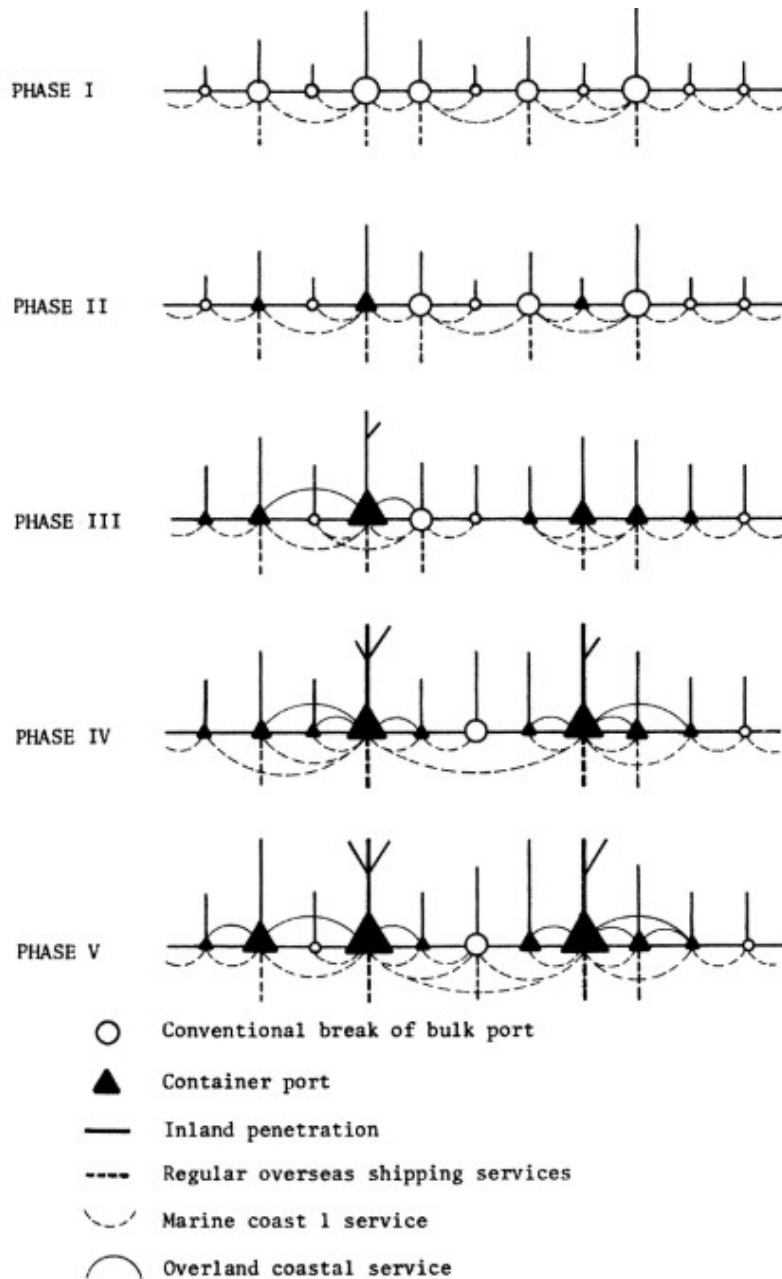 PHASE I
PHASE II
PHASE III
PHASE IV
PHASE V
Conventional break of bulk port
Container port
Inland penetration
Regular overseas shipping services
Marine coast l service
Overland coastal service